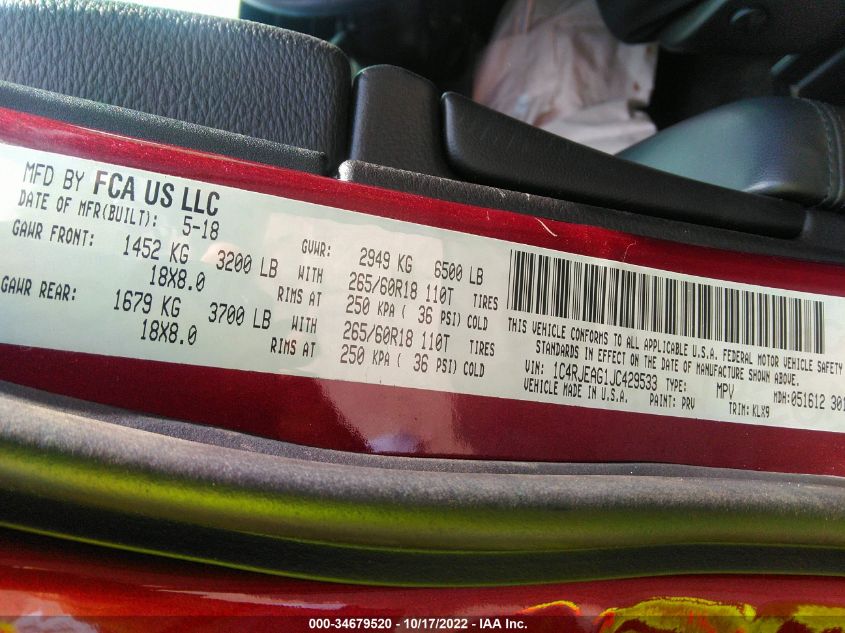 MFD BY FCA US LLC
DATE OF MFR(BUILT): 5-18 GVWR: 2949 KG 6500 LB
GAWR FRONT: 1452 KG 3200 LB WITH 265/60R18 110T TIRES
18X8.0 RIMS AT 250 KPA ( 36 PSI) COLD
GAWR REAR: 1679 KG 3700 LB WITH 265/60R18 110T TIRES
18X8.0 RIMS AT 250 KPA ( 36 PSI) COLD
THIS VEHICLE CONFORMS TO ALL APPLICABLE U.S.A. FEDERAL MOTOR VEHICLE SAFETY
STANDARDS IN EFFECT ON THE DATE OF MANUFACTURE SHOWN ABOVE.
VIN: 1C4RJEAG1JC429533 TYPE: MPV MDH: 051612 301
VEHICLE MADE IN U.S.A. PAINT: PRV TRIM: KLX9
000-34679520 - 10/17/2022 - IAA Inc.